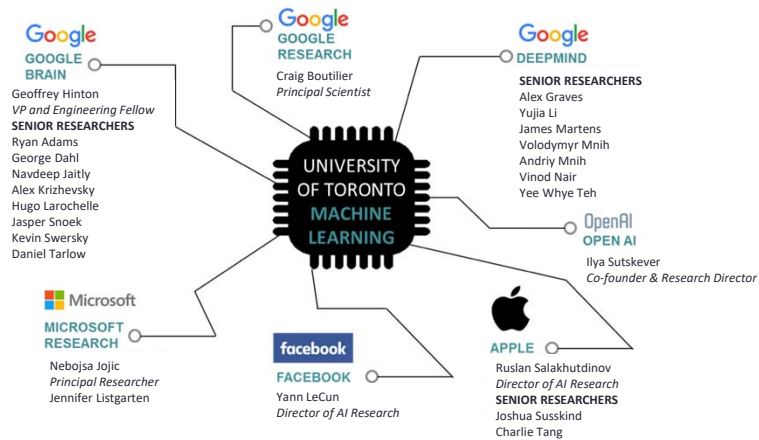 Google
GOOGLE
BRAIN
Geoffrey Hinton
VP and Engineering Fellow
SENIOR RESEARCHERS
Ryan Adams
George Dahl
Navdeep Jaitly
Alex Krizhevsky
Hugo Larochelle
Jasper Snoek
Kevin Swersky
Daniel Tarlow
Google
GOOGLE
RESEARCH
Craig Boutilier
Principal Scientist
Google
DEEPMIND
SENIOR RESEARCHERS
Alex Graves
Yujia Li
James Martens
Volodymyr Mnih
Andriy Mnih
Vinod Nair
Yee Whye Teh
UNIVERSITY
OF TORONTO
MACHINE
LEARNING
OpenAI
OPEN AI
Ilya Sutskever
Co-founder & Research Director
Microsoft
MICROSOFT
RESEARCH
Nebojsa Jojic
Principal Researcher
Jennifer Listgarten
facebook
FACEBOOK
Yann LeCun
Director of AI Research
APPLE
Ruslan Salakhutdinov
Director of AI Research
SENIOR RESEARCHERS
Joshua Susskind
Charlie Tang